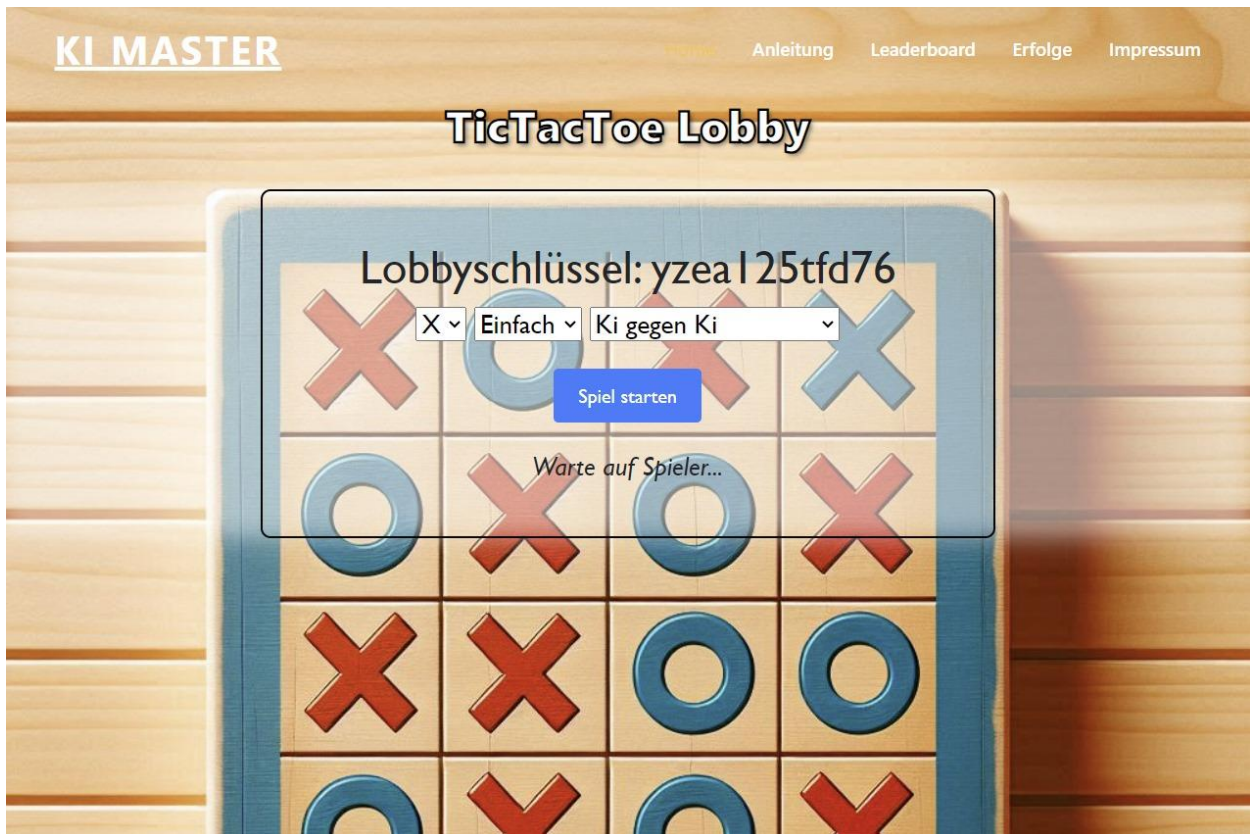 KI MASTER
Home Anleitung Leaderboard Erfolge Impressum
TicTacToe Lobby
Lobbyschlüssel: yzea125tfd76
X Einfach Ki gegen Ki
Spiel starten
Warte auf Spieler...